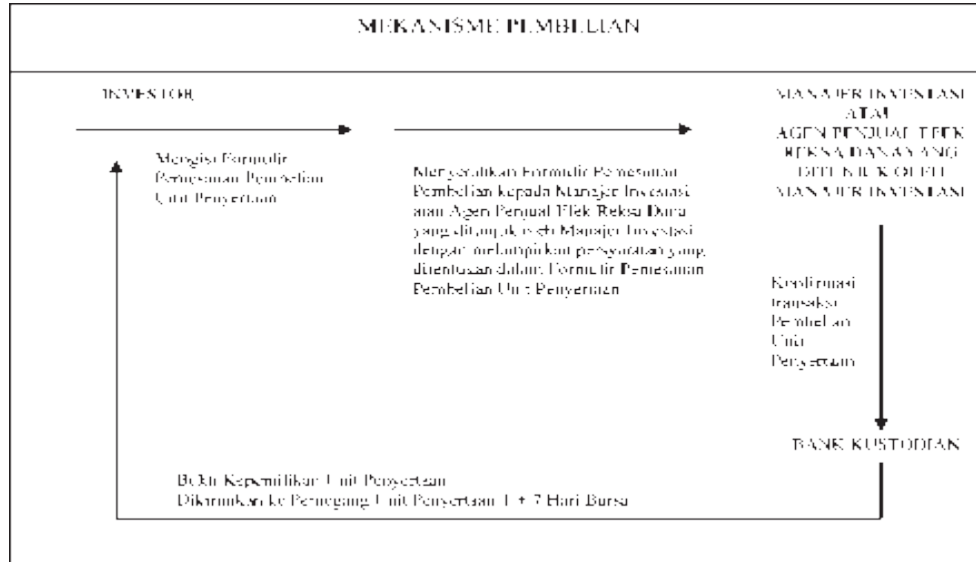 MEKANISME PEMBELIAN
INVESTOR
Mengisi Formulir
Pemesanan Pembelian
Unit Penyertaan
Menyerahkan Formulir Pemesanan
Pembelian kepada Manajer Investasi
atau Agen Penjual Efek Reksa Dana
yang ditunjuk oleh Manajer Investasi
dengan melampirkan persyaratan yang
ditentukan dalam Formulir Pemesanan
Pembelian Unit Penyertaan
MANAJER INVESTASI
ATAU
AGEN PENJUAL EFEK
REKSA DANA YANG
DITUNJUK OLEH
MANAJER INVESTASI
Konfirmasi
transaksi
Pembelian
Unit
Penyertaan
BANK KUSTODIAN
Bukti Kepemilikan Unit Penyertaan
Dikirimkan ke Pemegang Unit Penyertaan T + 7 Hari Bursa